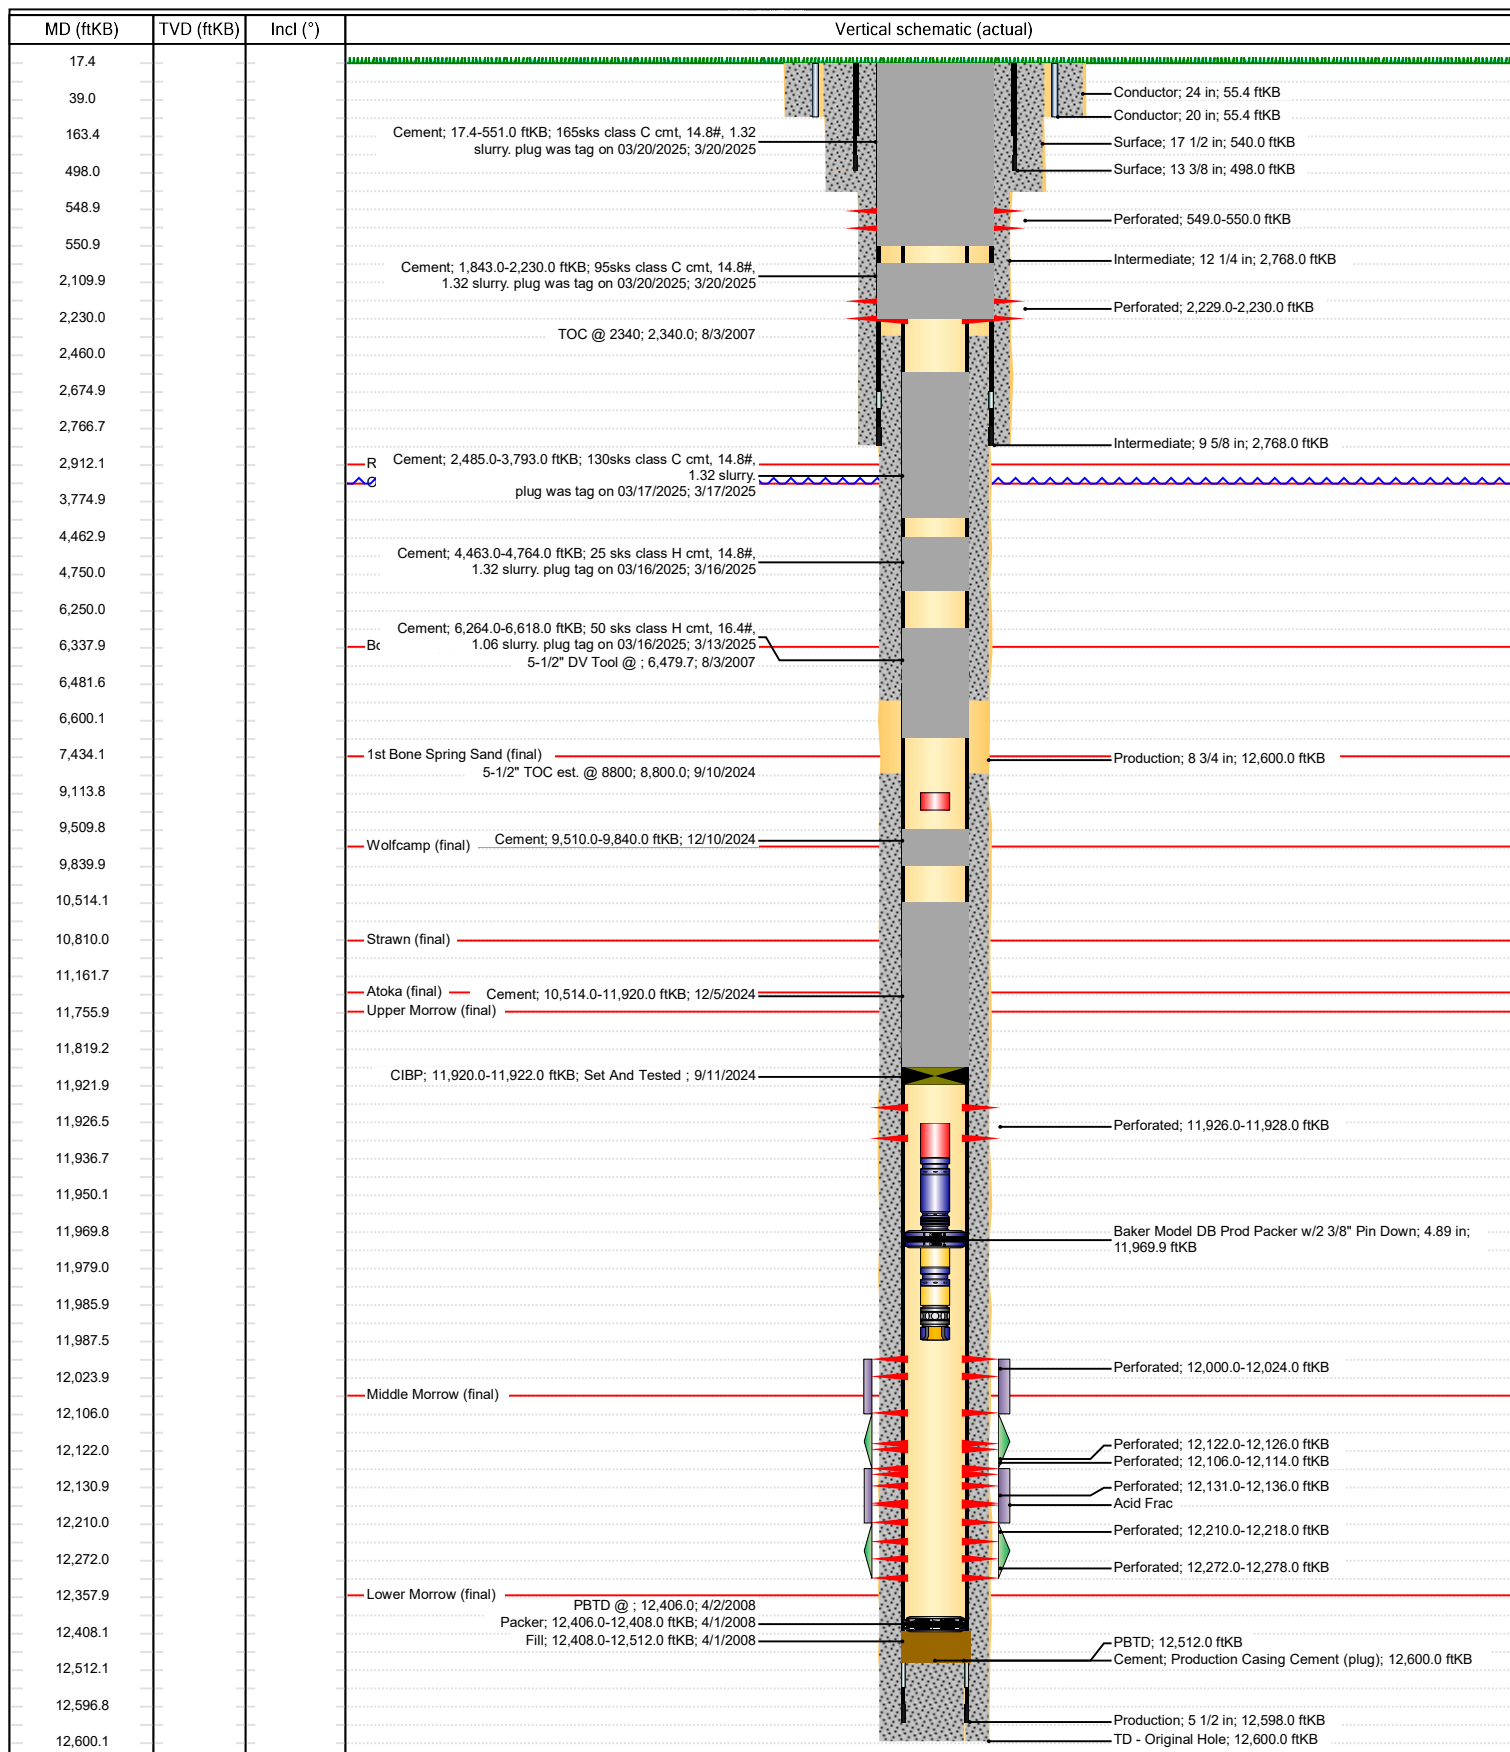 MD (ftKB) TVD (ftKB) Incl (°) Vertical schematic (actual)
17.4
39.0
163.4
498.0
548.9
550.9
2,109.9
2,230.0
2,460.0
2,674.9
2,766.7
2,912.1
3,774.9
4,462.9
4,750.0
6,250.0
6,337.9
6,481.6
6,600.1
7,434.1
9,113.8
9,509.8
9,839.9
10,514.1
10,810.0
11,161.7
11,755.9
11,819.2
11,921.9
11,926.5
11,936.7
11,950.1
11,969.8
11,979.0
11,985.9
11,987.5
12,023.9
12,106.0
12,122.0
12,130.9
12,210.0
12,272.0
12,357.9
12,408.1
12,512.1
12,596.8
12,600.1
Cement; 17.4-551.0 ftKB; 165sks class C cmt, 14.8#, 1.32
slurry. plug was tag on 03/20/2025; 3/20/2025
Cement; 1,843.0-2,230.0 ftKB; 95sks class C cmt, 14.8#,
1.32 slurry. plug was tag on 03/20/2025; 3/20/2025
TOC @ 2340; 2,340.0; 8/3/2007
R
Cement; 2,485.0-3,793.0 ftKB; 130sks class C cmt, 14.8#,
1.32 slurry.
plug was tag on 03/17/2025; 3/17/2025
Cement; 4,463.0-4,764.0 ftKB; 25 sks class H cmt, 14.8#,
1.32 slurry. plug tag on 03/16/2025; 3/16/2025
Cement; 6,264.0-6,618.0 ftKB; 50 sks class H cmt, 16.4#,
1.06 slurry. plug tag on 03/16/2025; 3/13/2025
5-1/2" DV Tool @ ; 6,479.7; 8/3/2007
1st Bone Spring Sand (final)
5-1/2" TOC est. @ 8800; 8,800.0; 9/10/2024
Cement; 9,510.0-9,840.0 ftKB; 12/10/2024
Wolfcamp (final)
Strawn (final)
Atoka (final)
Cement; 10,514.0-11,920.0 ftKB; 12/5/2024
Upper Morrow (final)
CIBP; 11,920.0-11,922.0 ftKB; Set And Tested ; 9/11/2024
Middle Morrow (final)
Lower Morrow (final)
PBTD @ ; 12,406.0; 4/2/2008
Packer; 12,406.0-12,408.0 ftKB; 4/1/2008
Fill; 12,408.0-12,512.0 ftKB; 4/1/2008
Conductor; 24 in; 55.4 ftKB
Conductor; 20 in; 55.4 ftKB
Surface; 17 1/2 in; 540.0 ftKB
Surface; 13 3/8 in; 498.0 ftKB
Perforated; 549.0-550.0 ftKB
Intermediate; 12 1/4 in; 2,768.0 ftKB
Perforated; 2,229.0-2,230.0 ftKB
Intermediate; 9 5/8 in; 2,768.0 ftKB
Production; 8 3/4 in; 12,600.0 ftKB
Perforated; 11,926.0-11,928.0 ftKB
Baker Model DB Prod Packer w/2 3/8" Pin Down; 4.89 in;
11,969.9 ftKB
Perforated; 12,000.0-12,024.0 ftKB
Perforated; 12,122.0-12,126.0 ftKB
Perforated; 12,106.0-12,114.0 ftKB
Perforated; 12,131.0-12,136.0 ftKB
Acid Frac
Perforated; 12,210.0-12,218.0 ftKB
Perforated; 12,272.0-12,278.0 ftKB
PBTD; 12,512.0 ftKB
Cement; Production Casing Cement (plug); 12,600.0 ftKB
Production; 5 1/2 in; 12,598.0 ftKB
TD - Original Hole; 12,600.0 ftKB